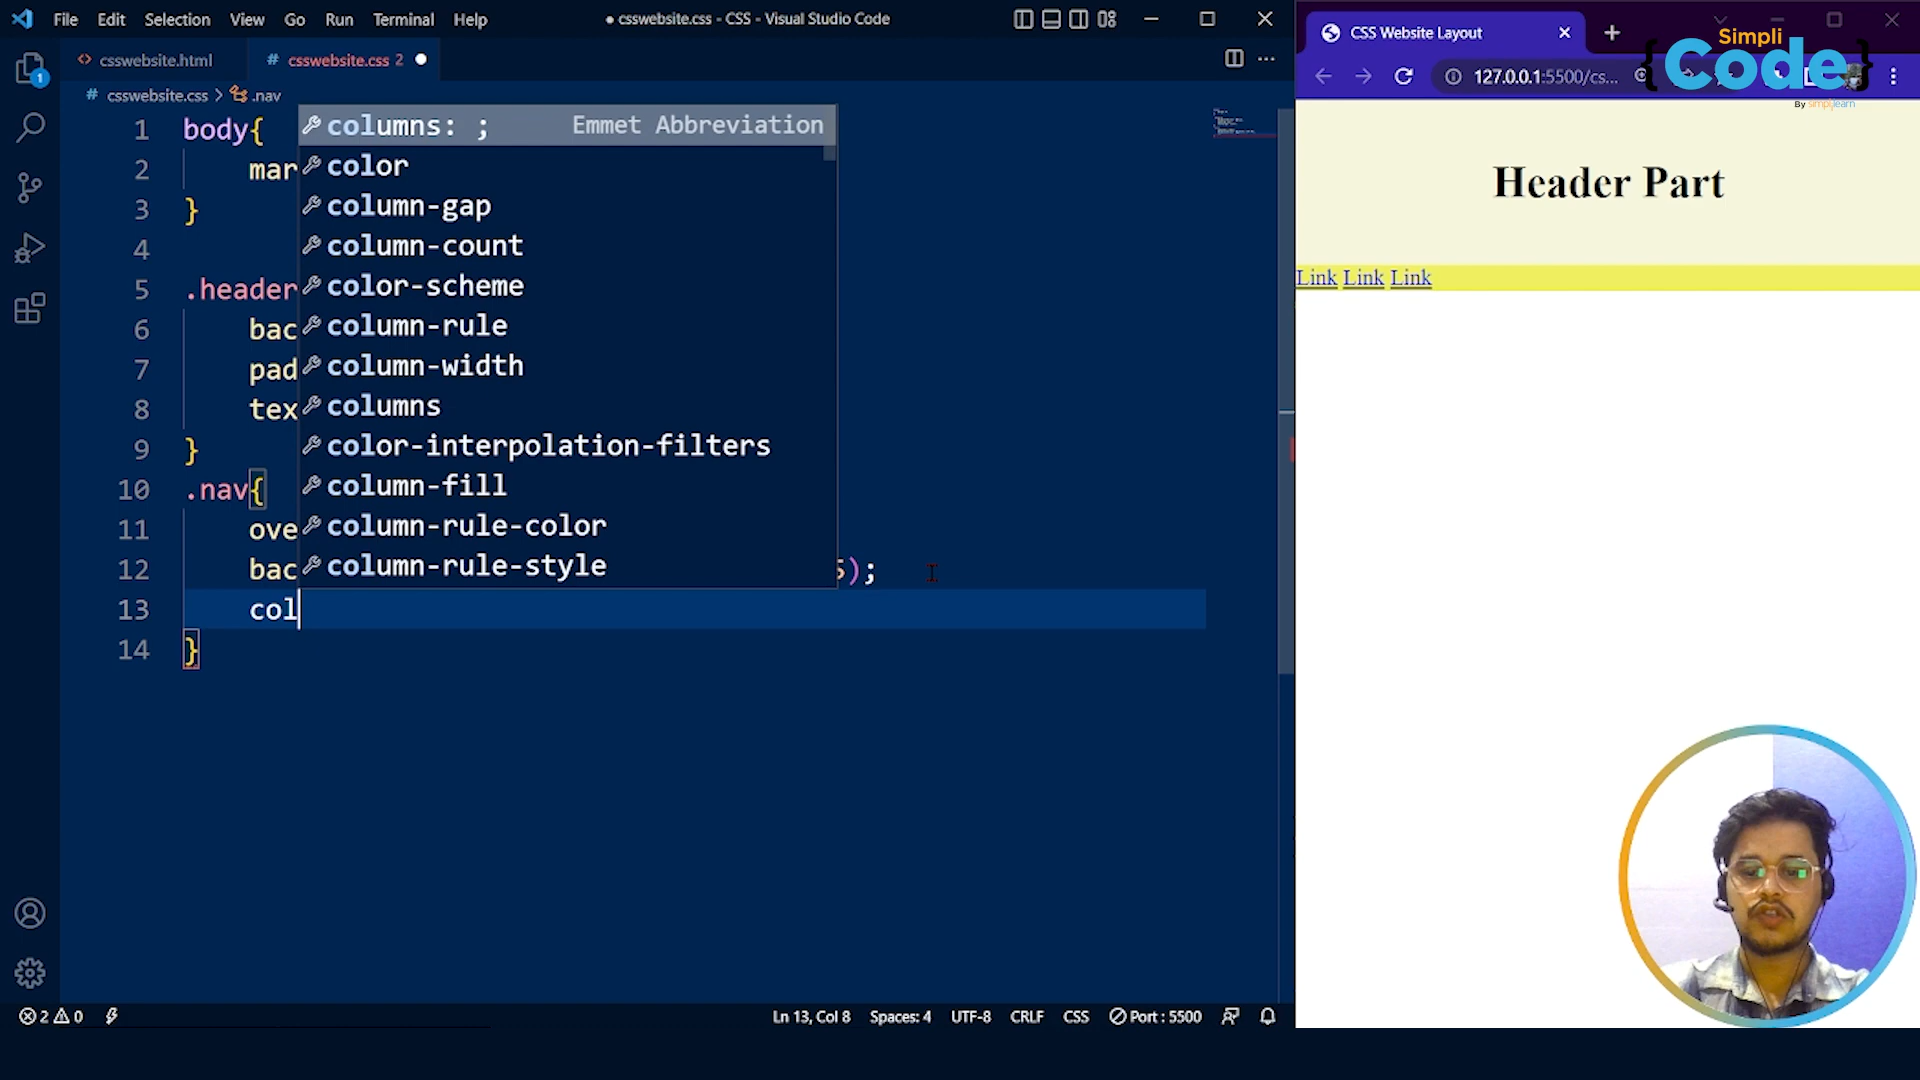 File Edit Selection View Go Run Terminal Help
● csswebsite.css - CSS - Visual Studio Code
<> csswebsite.html
# csswebsite.css 2 ●
# csswebsite.css > .nav
1 body{
2 mar
3 }
4
5 .header
6 bac
7 pad
8 tex
9 }
10 .nav{
11 ove
12 bac 5);
13 col
14 }
columns: ; Emmet Abbreviation
color
column-gap
column-count
color-scheme
column-rule
column-width
columns
color-interpolation-filters
column-fill
column-rule-color
column-rule-style
1
2 0
Ln 13, Col 8 Spaces: 4 UTF-8 CRLF CSS Port : 5500
CSS Website Layout
127.0.0.1:5500/cs...
Simpli
{Code}
By simplilearn
Header Part
Link Link Link